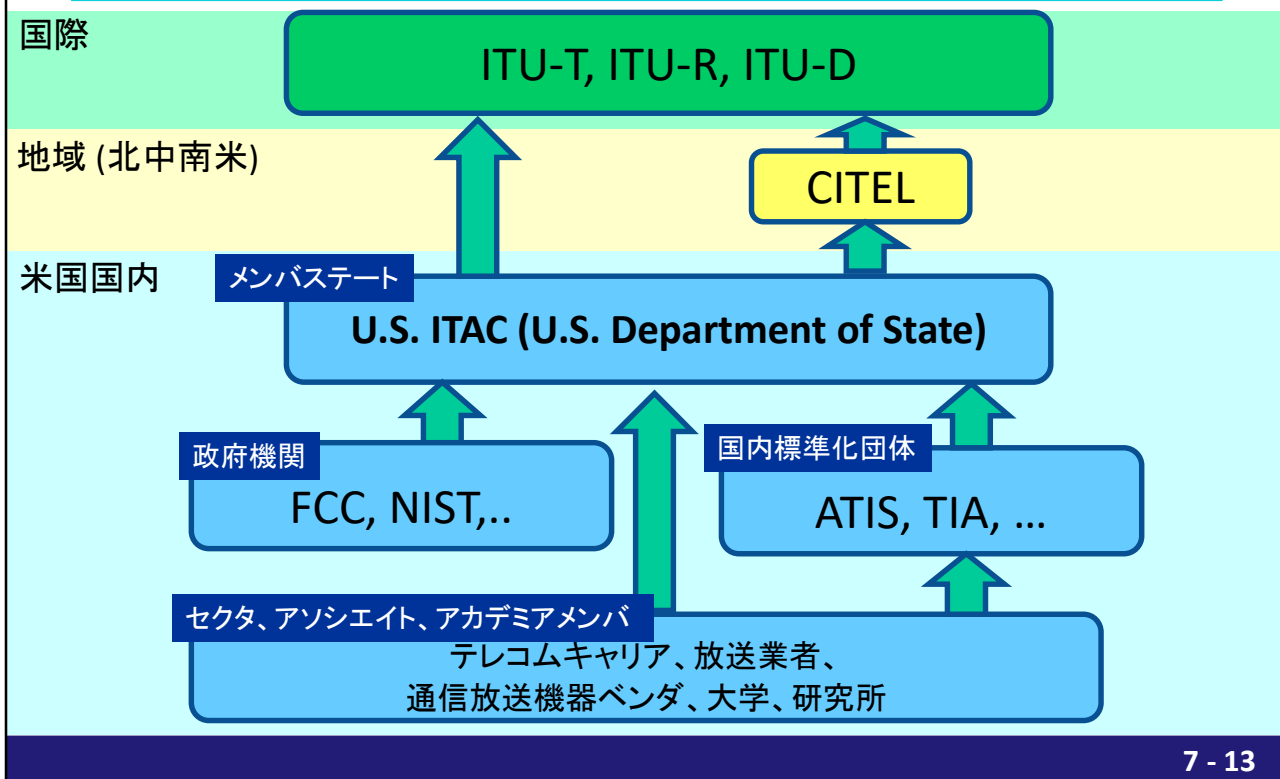 国際
ITU-T, ITU-R, ITU-D
地域 (北中南米)
CITEL
米国国内
メンバステート
U.S. ITAC (U.S. Department of State)
政府機関
FCC, NIST,..
国内標準化団体
ATIS, TIA, ...
セクタ、アソシエイト、アカデミアメンバ
テレコムキャリア、放送業者、
通信放送機器ベンダ、大学、研究所
7 - 13